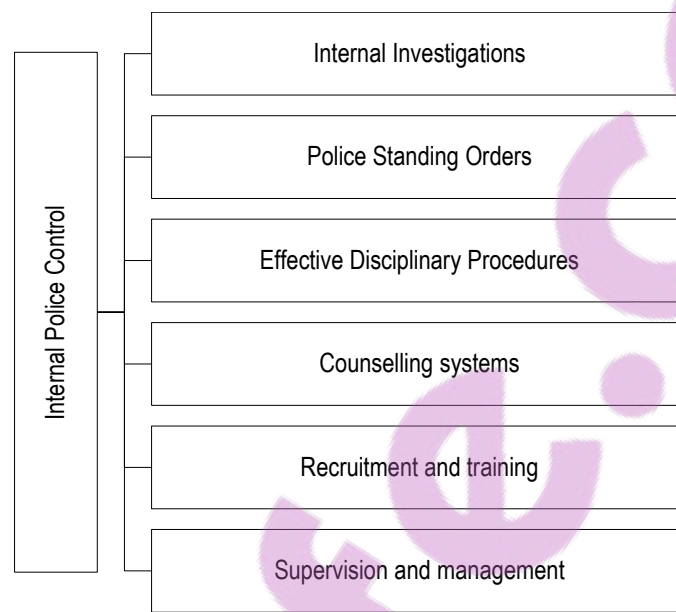 Internal Police Control
Internal Investigations
Police Standing Orders
Effective Disciplinary Procedures
Counselling systems
Recruitment and training
Supervision and management